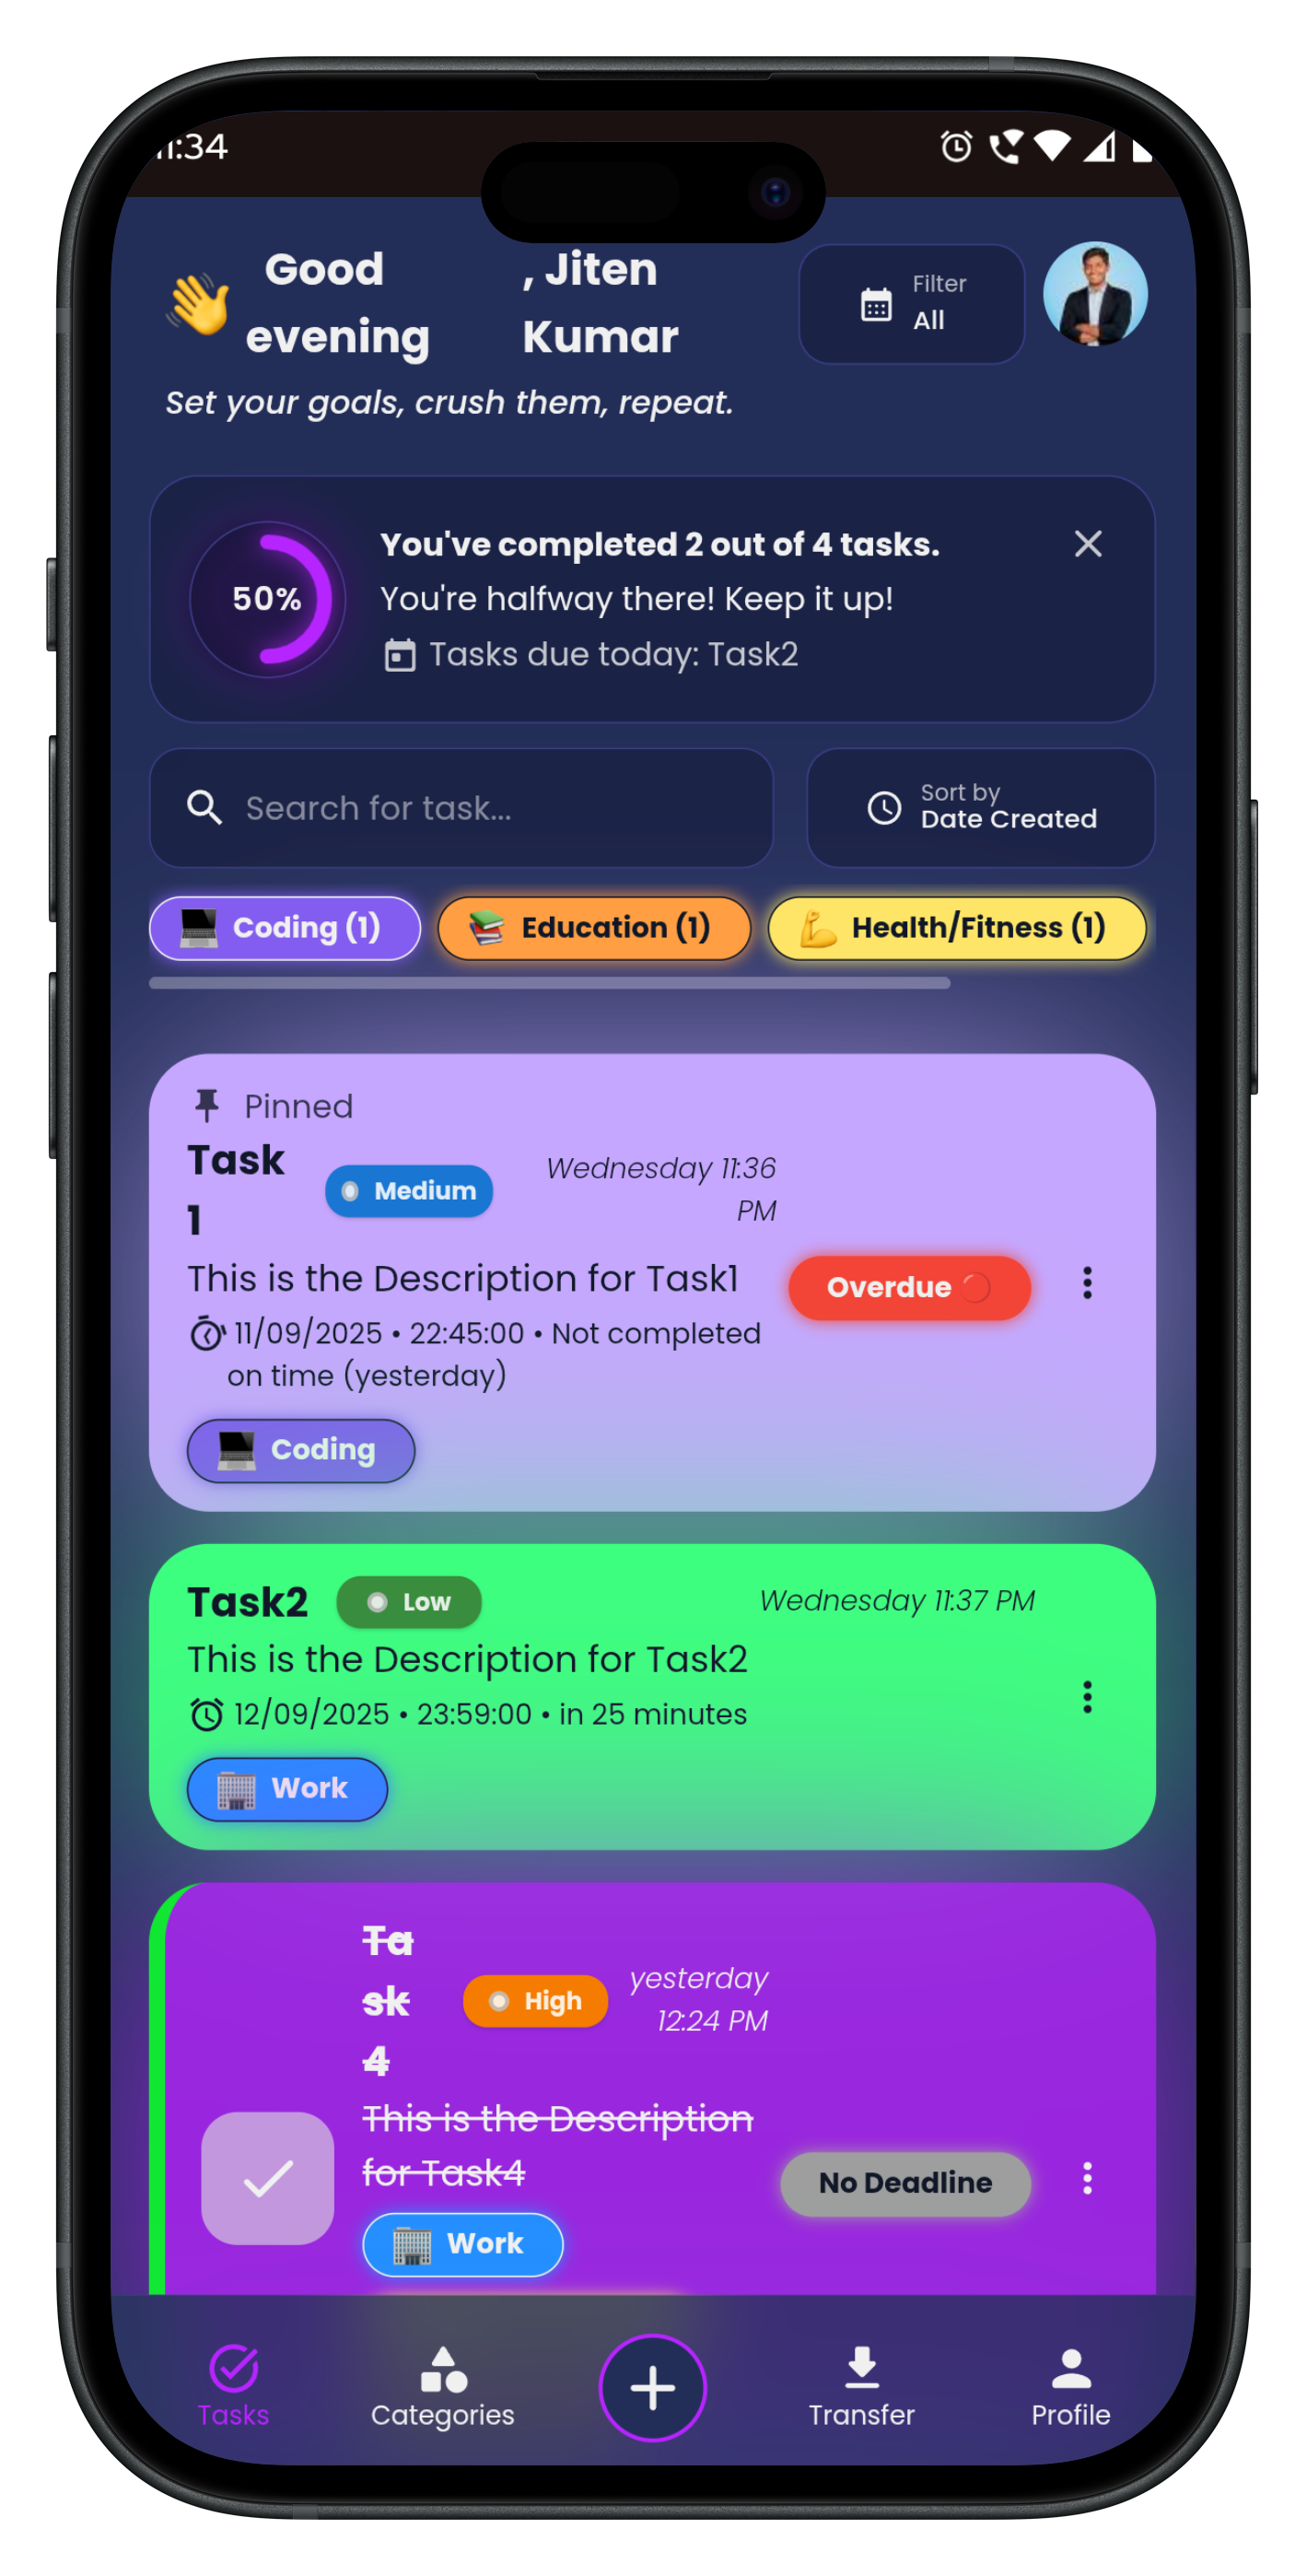 11:34
Good evening
, Jiten Kumar
Filter
All
Set your goals, crush them, repeat.
50%
You've completed 2 out of 4 tasks.
You're halfway there! Keep it up!
Tasks due today: Task2
Search for task...
Sort by
Date Created
Coding (1)
Education (1)
Health/Fitness (1)
Pinned
Task
1
Medium
Wednesday 11:36
PM
This is the Description for Task1
11/09/2025 • 22:45:00 • Not completed
on time (yesterday)
Overdue
Coding
Task2
Low
Wednesday 11:37 PM
This is the Description for Task2
12/09/2025 • 23:59:00 • in 25 minutes
Work
Ta
sk
4
High
yesterday
12:24 PM
This is the Description
for Task4
No Deadline
Work
Tasks
Categories
Transfer
Profile